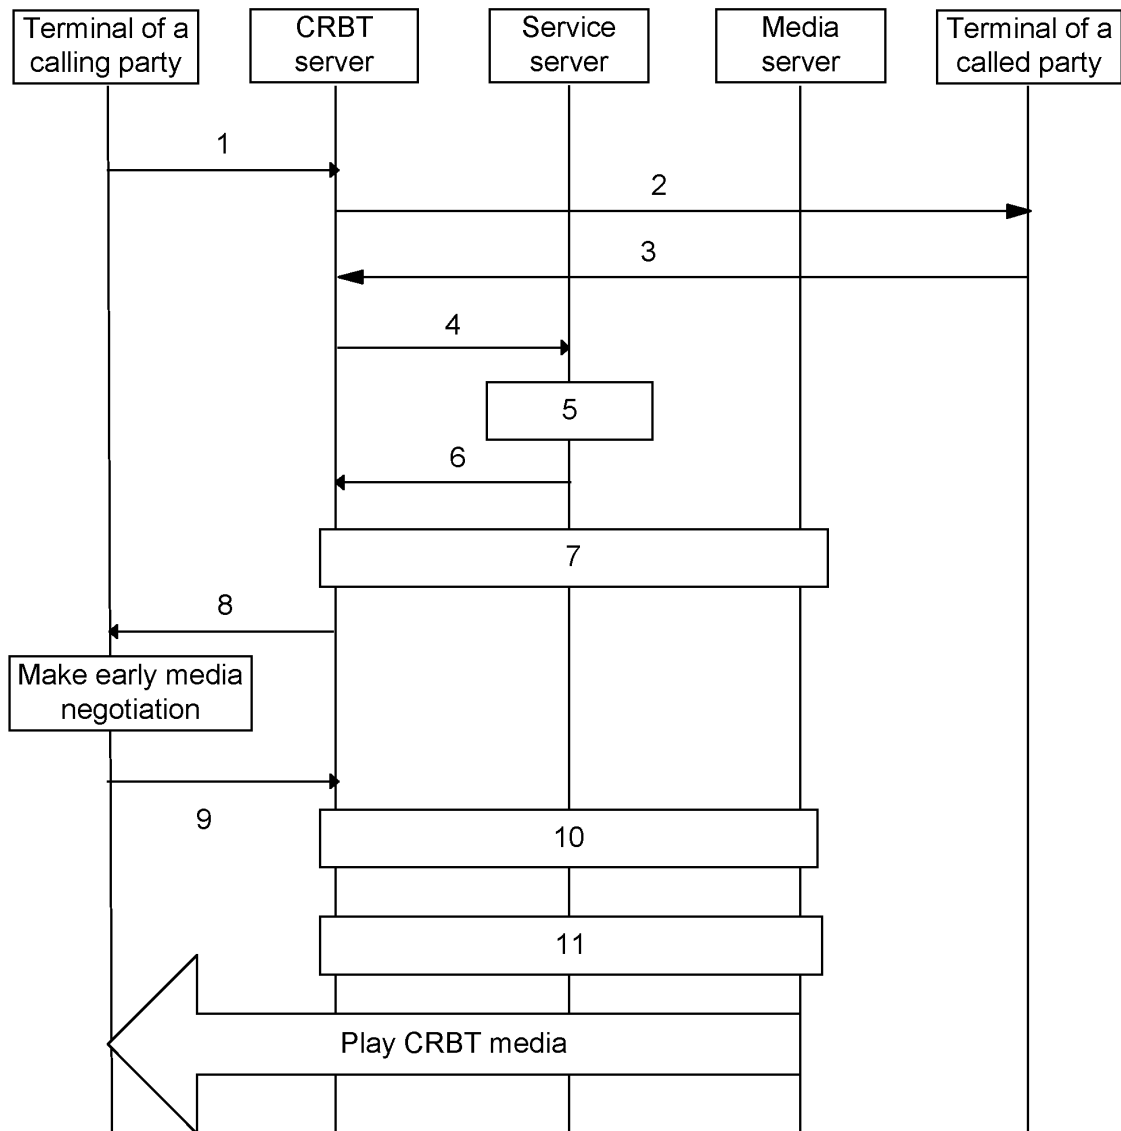 Terminal of a
calling party
CRBT
server
Service
server
Media
server
Terminal of a
called party
1
2
3
4
5
6
7
8
Make early media
negotiation
9
10
11
Play CRBT media